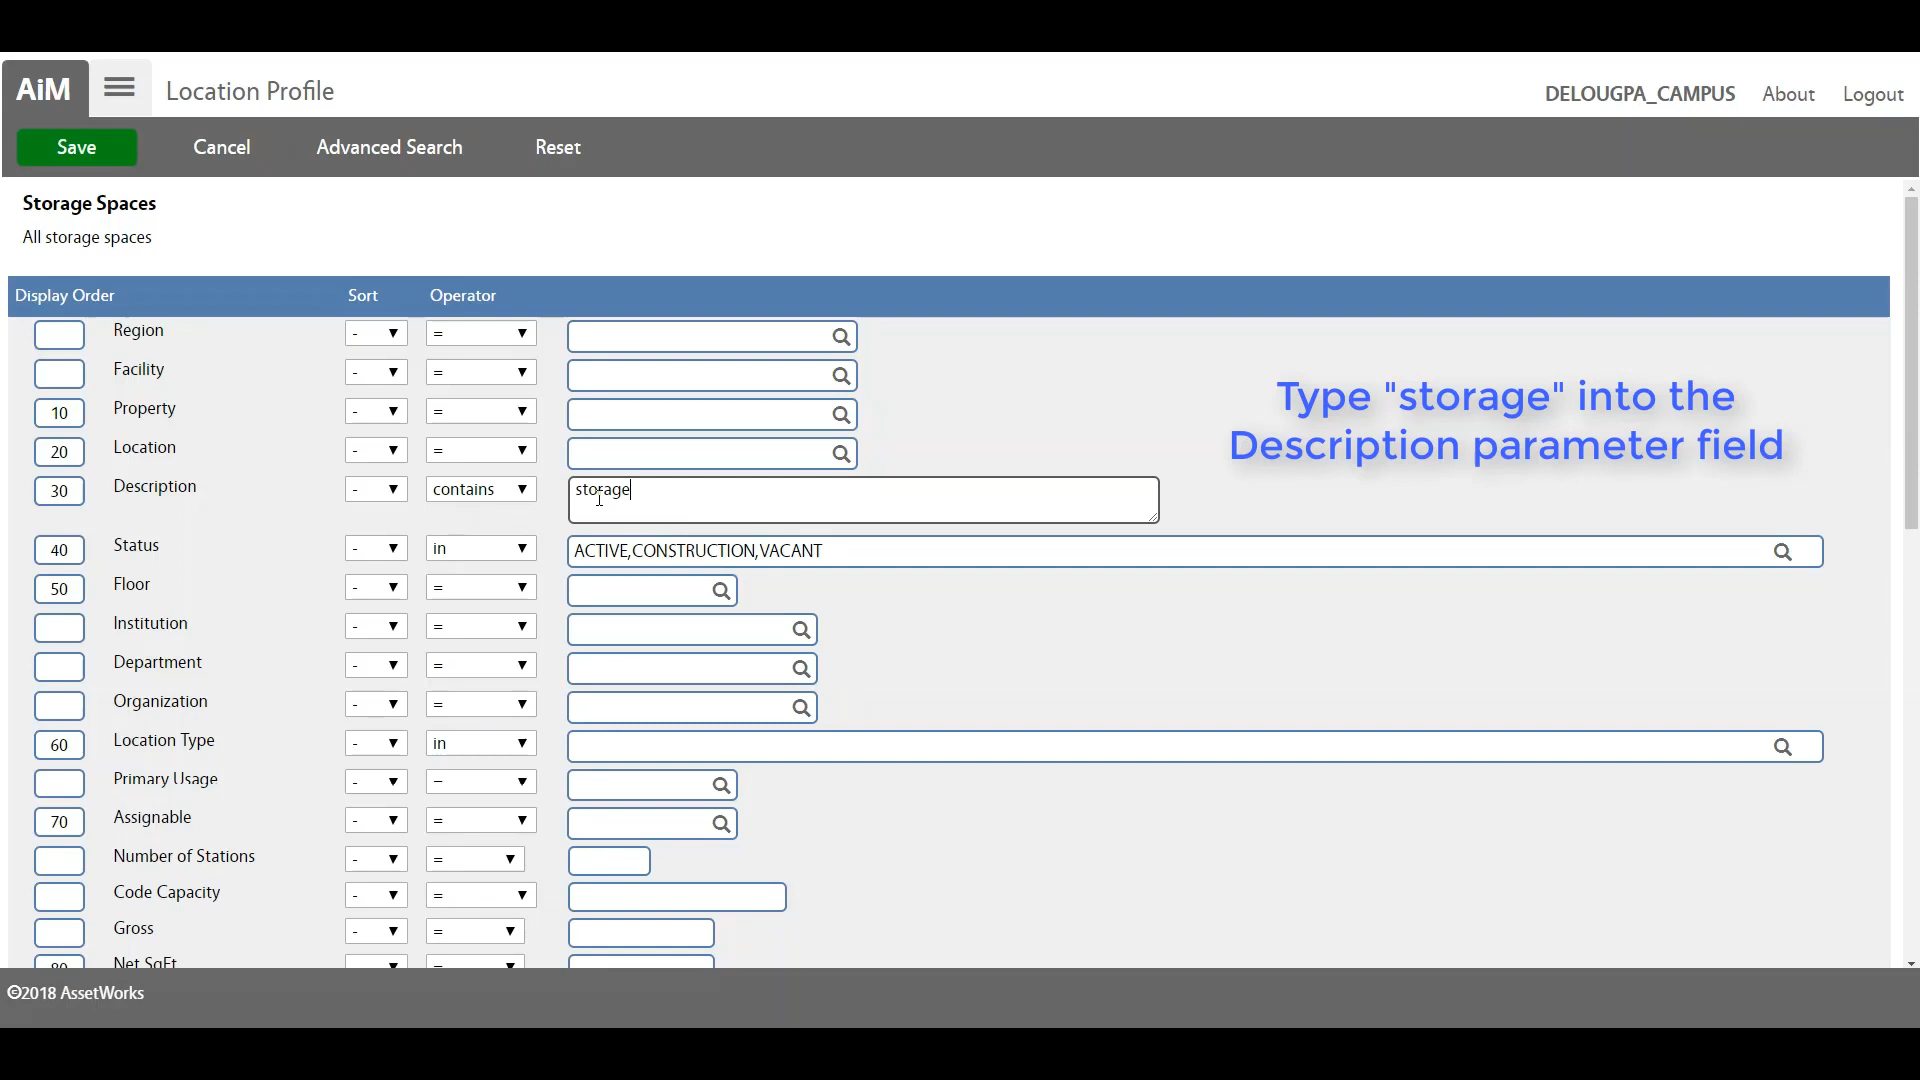 AiM Location Profile DELOUGPA_CAMPUS About Logout
Save Cancel Advanced Search Reset
Storage Spaces
All storage spaces
Display Order Sort Operator
Region - =
Facility - =
10 Property - =
20 Location - =
30 Description - contains storage
Type "storage" into the
Description parameter field
40 Status - in ACTIVE,CONSTRUCTION,VACANT
50 Floor - =
Institution - =
Department - =
Organization - =
60 Location Type - in
Primary Usage - =
70 Assignable - =
Number of Stations - =
Code Capacity - =
Gross - =
80 Net SqFt
©2018 AssetWorks